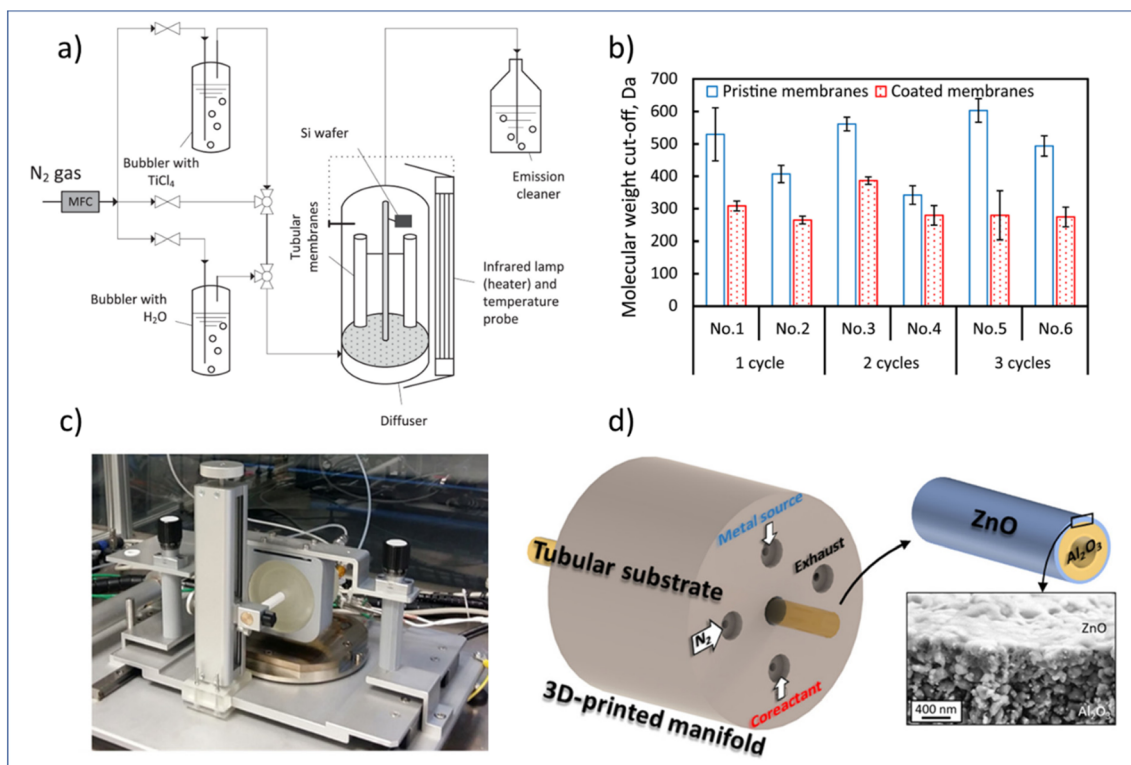 a)
N₂ gas
MFC
Bubbler with
TiCl₄
Bubbler with
H₂O
Tubular
membranes
Si wafer
Infrared lamp
(heater) and
temperature
probe
Diffuser
Emission
cleaner
b)
Molecular weight cut-off, Da
700
600
500
400
300
200
100
0
Pristine membranes
Coated membranes
No.1 No.2 No.3 No.4 No.5 No.6
1 cycle 2 cycles 3 cycles
c)
d)
Metal source
Exhaust
Tubular substrate
N₂
Coreactant
3D-printed manifold
ZnO
Al₂O₃
ZnO
400 nm
Al₂O₃